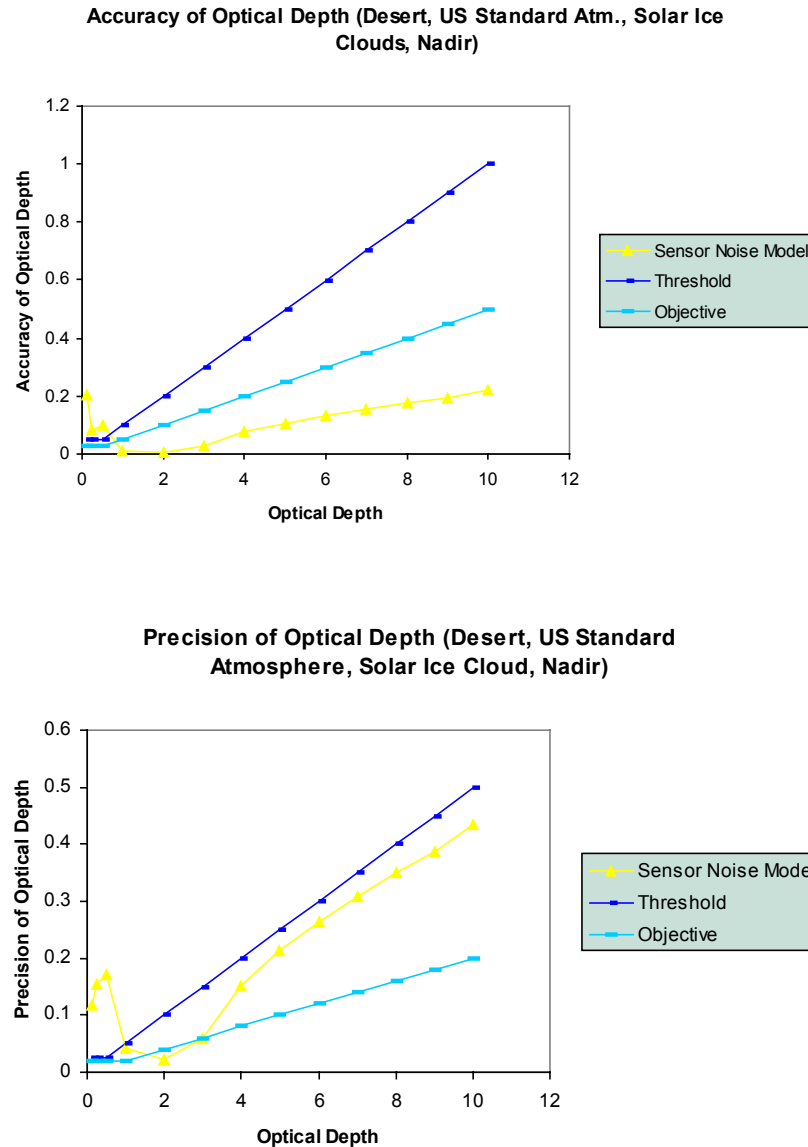 Accuracy of Optical Depth (Desert, US Standard Atm., Solar Ice
Clouds, Nadir)
1.2
1
0.8
0.6
0.4
0.2
0
Accuracy of Optical Depth
0 2 4 6 8 10 12
Optical Depth
Sensor Noise Model
Threshold
Objective
Precision of Optical Depth (Desert, US Standard
Atmosphere, Solar Ice Cloud, Nadir)
0.6
0.5
0.4
0.3
0.2
0.1
0
Precision of Optical Depth
0 2 4 6 8 10 12
Optical Depth
Sensor Noise Mode
Threshold
Objective